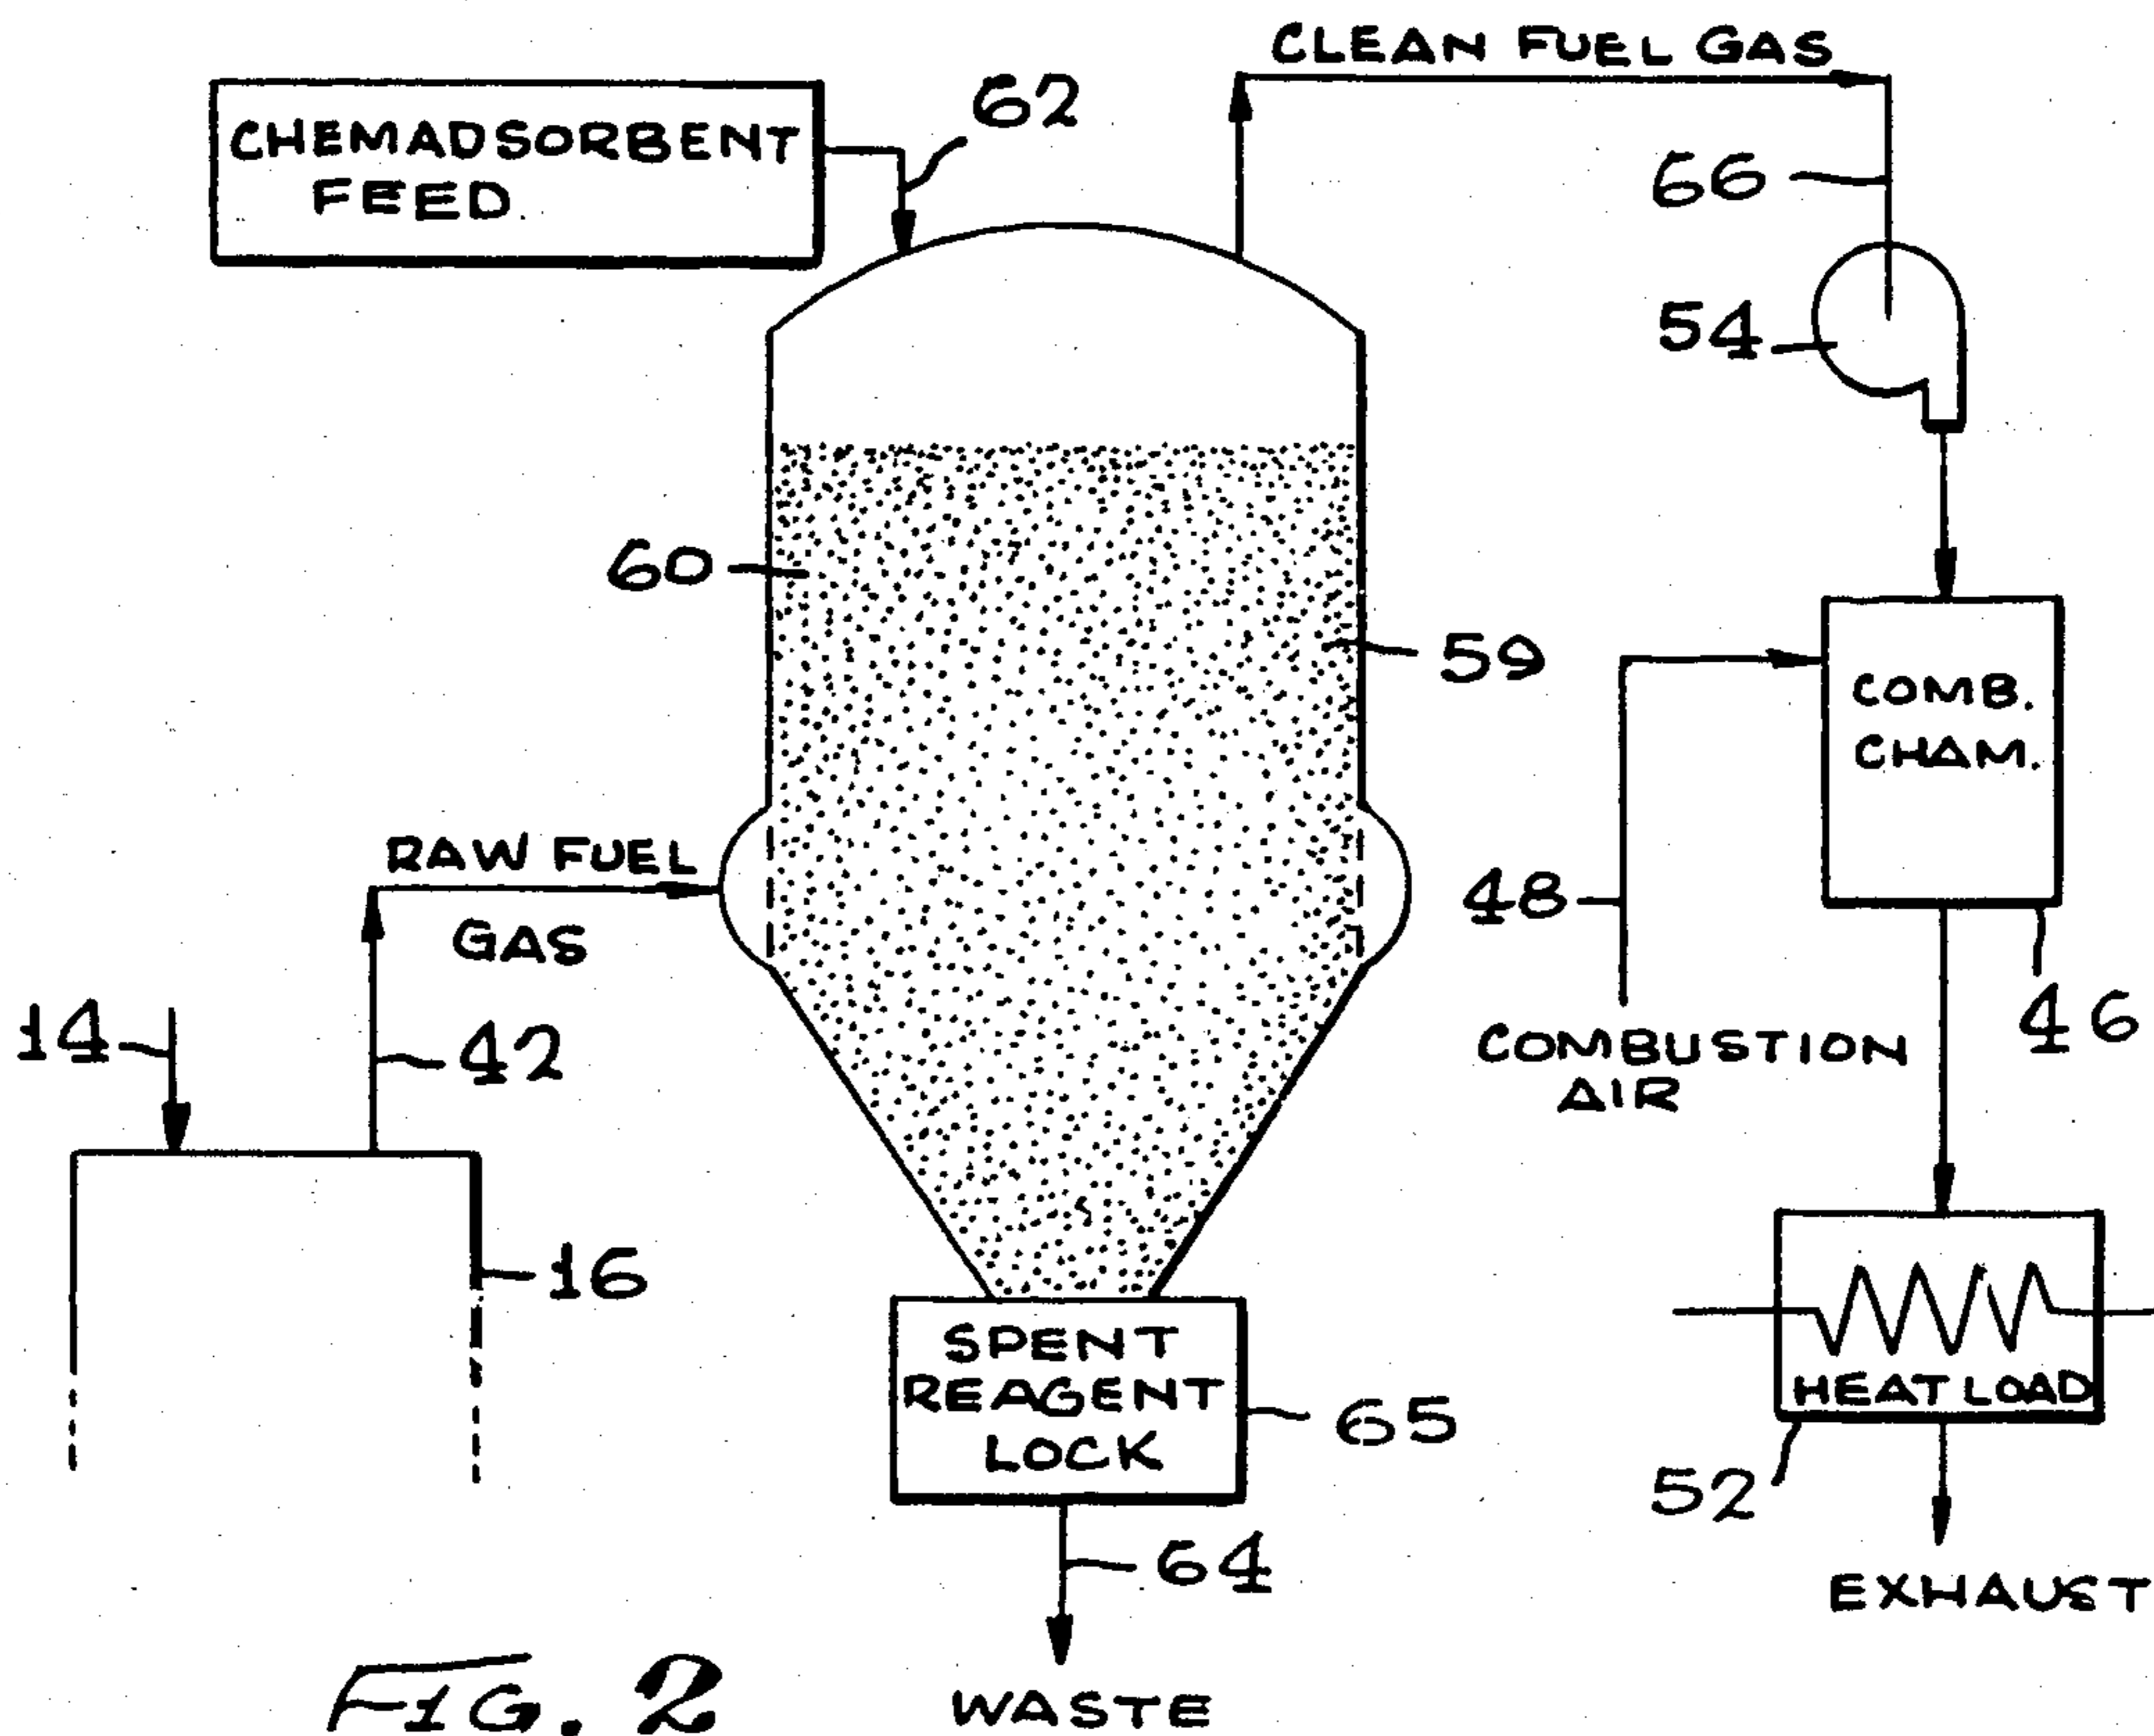 CLEAN FUEL GAS
CHEMADSORBENT
FEED.
62
66
54
60
59
COMB.
CHAM.
RAW FUEL
GAS
48
14
42
COMBUSTION
AIR
46
16
SPENT
REAGENT
LOCK
65
HEAT LOAD
52
64
EXHAUST
WASTE
FIG. 2